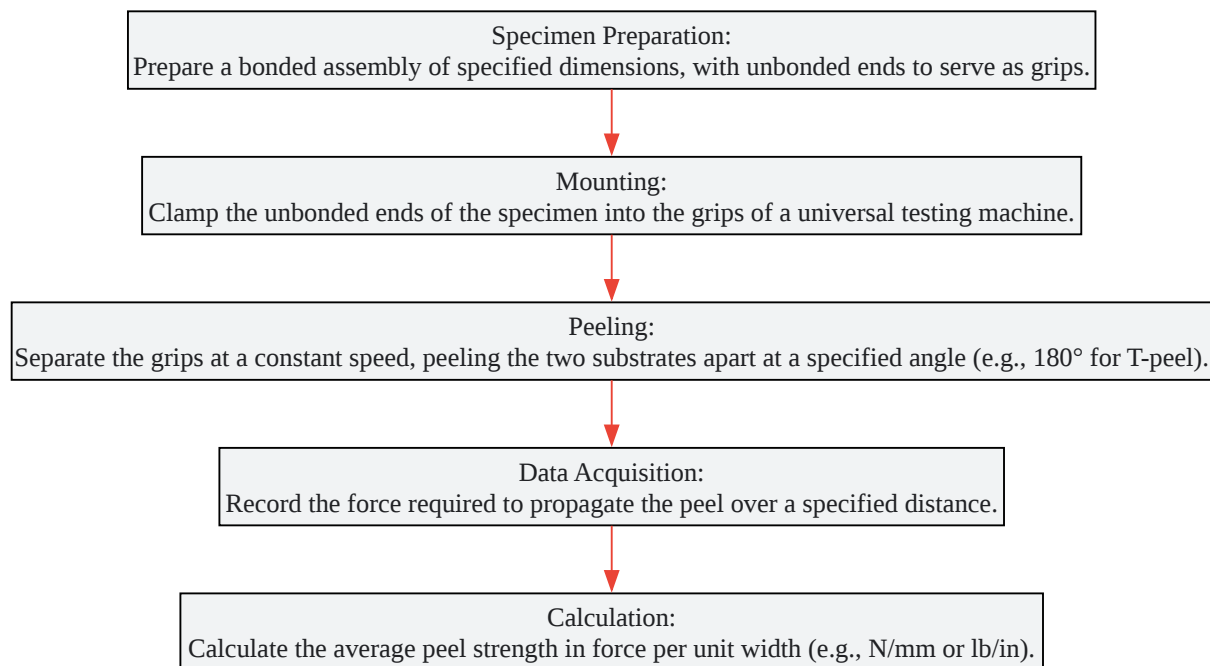 Specimen Preparation:
Prepare a bonded assembly of specified dimensions, with unbonded ends to serve as grips.
Mounting:
Clamp the unbonded ends of the specimen into the grips of a universal testing machine.
Peeling:
Separate the grips at a constant speed, peeling the two substrates apart at a specified angle (e.g., 180° for T-peel).
Data Acquisition:
Record the force required to propagate the peel over a specified distance.
Calculation:
Calculate the average peel strength in force per unit width (e.g., N/mm or lb/in).